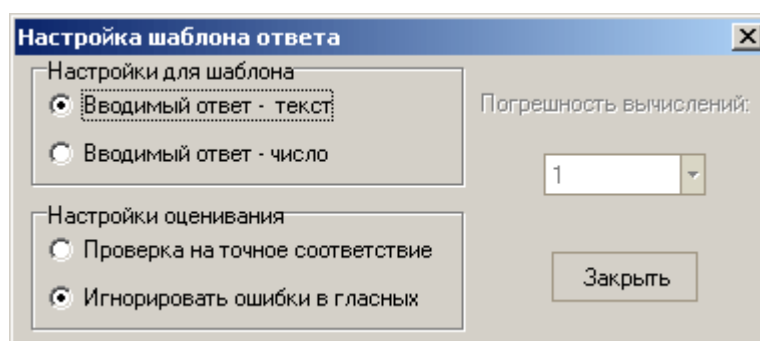 Настройка шаблона ответа
Настройки для шаблона
Вводимый ответ - текст
Вводимый ответ - число
Погрешность вычислений:
1
Настройки оценивания
Проверка на точное соответствие
Игнорировать ошибки в гласных
Закрыть